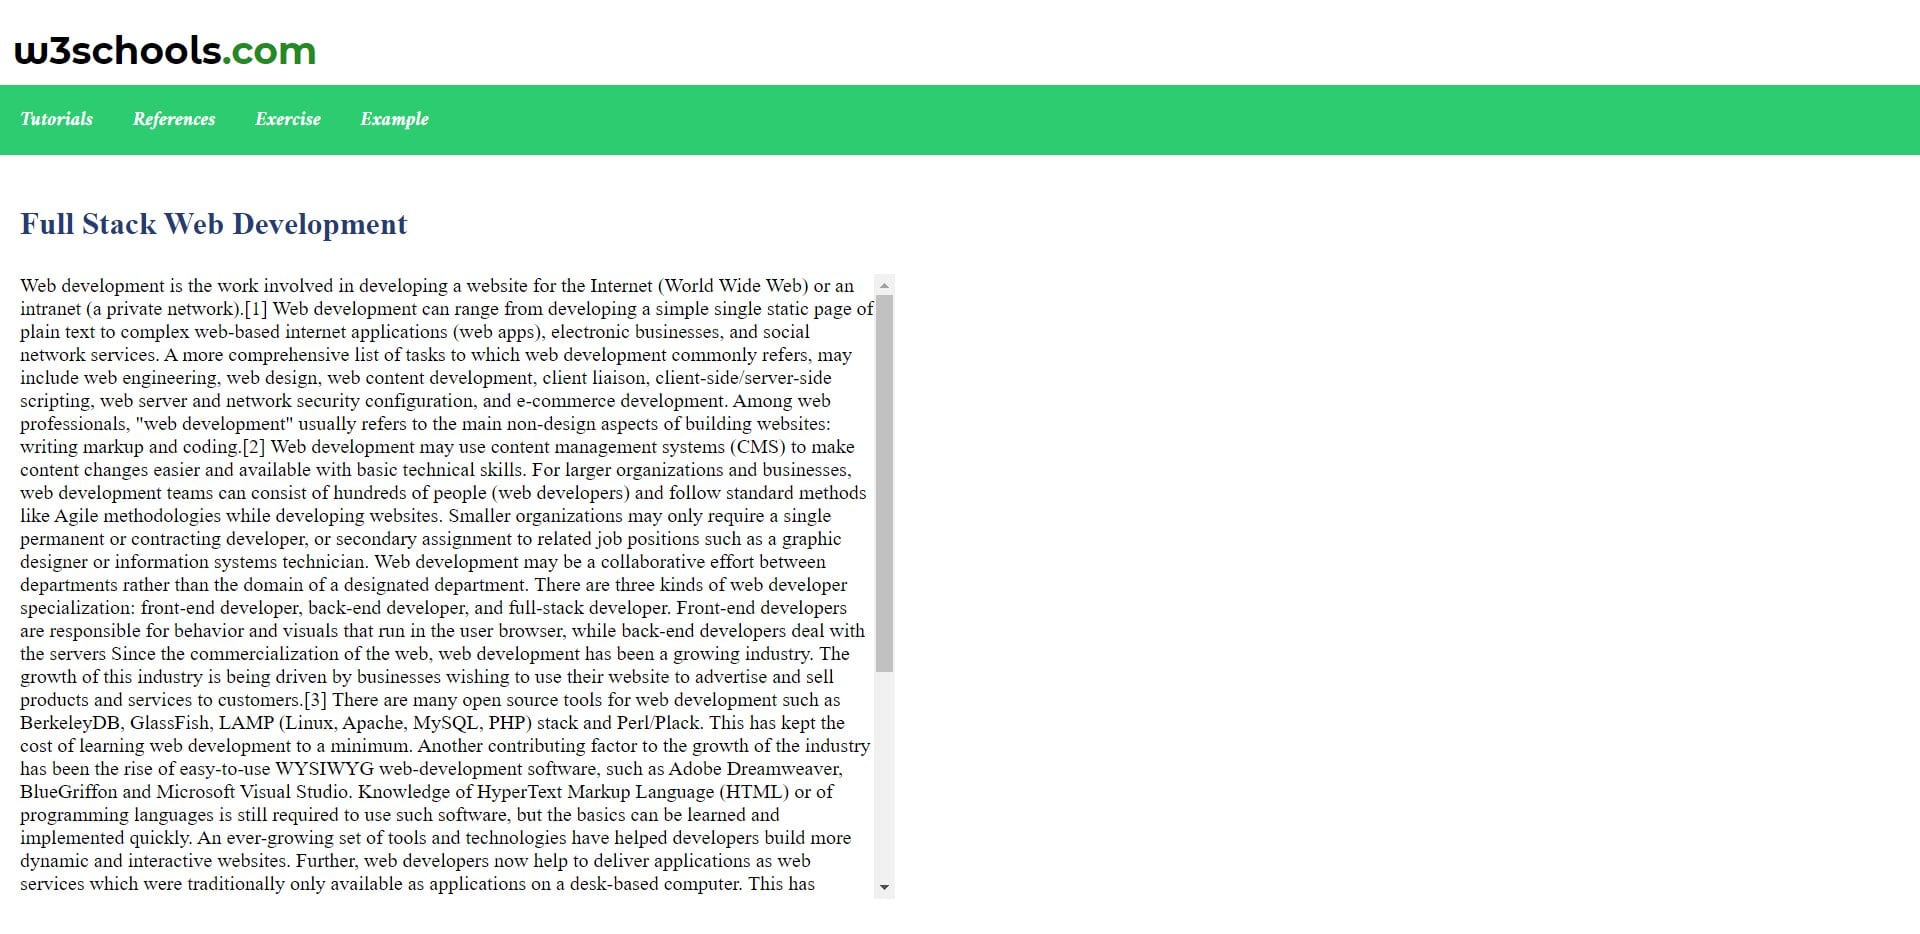 w3schools.com
Tutorials References Exercise Example
Full Stack Web Development
Web development is the work involved in developing a website for the Internet (World Wide Web) or an
intranet (a private network).[1] Web development can range from developing a simple single static page of
plain text to complex web-based internet applications (web apps), electronic businesses, and social
network services. A more comprehensive list of tasks to which web development commonly refers, may
include web engineering, web design, web content development, client liaison, client-side/server-side
scripting, web server and network security configuration, and e-commerce development. Among web
professionals, "web development" usually refers to the main non-design aspects of building websites:
writing markup and coding.[2] Web development may use content management systems (CMS) to make
content changes easier and available with basic technical skills. For larger organizations and businesses,
web development teams can consist of hundreds of people (web developers) and follow standard methods
like Agile methodologies while developing websites. Smaller organizations may only require a single
permanent or contracting developer, or secondary assignment to related job positions such as a graphic
designer or information systems technician. Web development may be a collaborative effort between
departments rather than the domain of a designated department. There are three kinds of web developer
specialization: front-end developer, back-end developer, and full-stack developer. Front-end developers
are responsible for behavior and visuals that run in the user browser, while back-end developers deal with
the servers Since the commercialization of the web, web development has been a growing industry. The
growth of this industry is being driven by businesses wishing to use their website to advertise and sell
products and services to customers.[3] There are many open source tools for web development such as
BerkeleyDB, GlassFish, LAMP (Linux, Apache, MySQL, PHP) stack and Perl/Plack. This has kept the
cost of learning web development to a minimum. Another contributing factor to the growth of the industry
has been the rise of easy-to-use WYSIWYG web-development software, such as Adobe Dreamweaver,
BlueGriffon and Microsoft Visual Studio. Knowledge of HyperText Markup Language (HTML) or of
programming languages is still required to use such software, but the basics can be learned and
implemented quickly. An ever-growing set of tools and technologies have helped developers build more
dynamic and interactive websites. Further, web developers now help to deliver applications as web
services which were traditionally only available as applications on a desk-based computer. This has